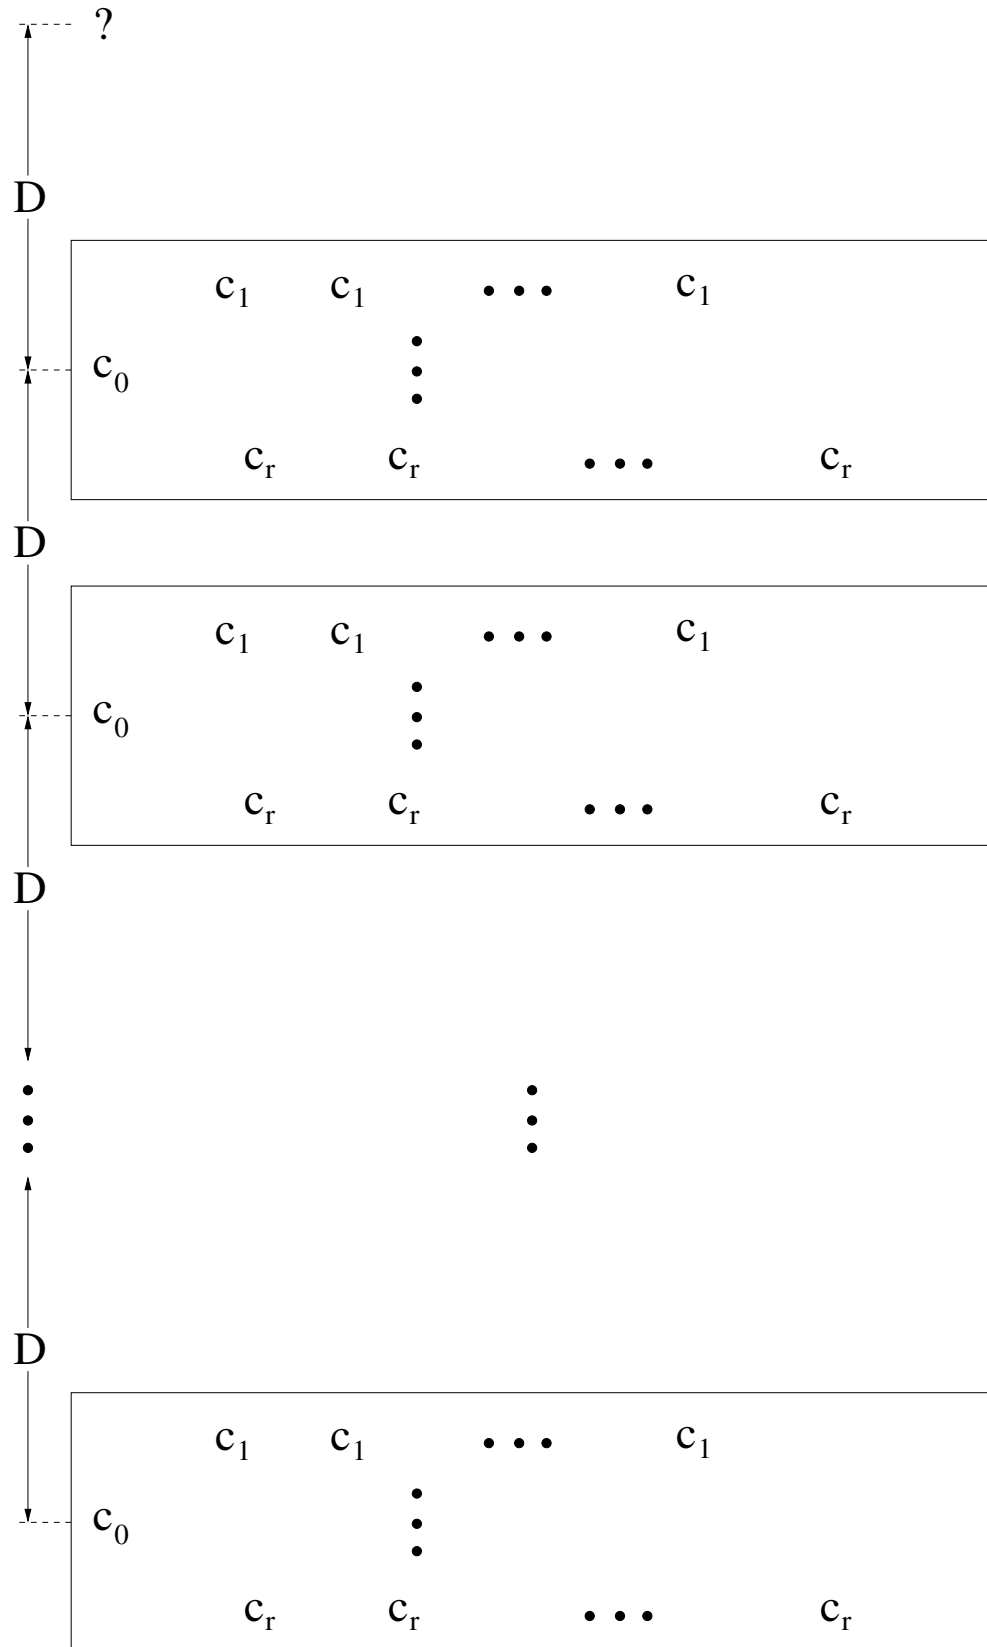 ?
D
c₁ c₁ • • • c₁
c₀
cᵣ cᵣ • • • cᵣ
D
c₁ c₁ • • • c₁
c₀
cᵣ cᵣ • • • cᵣ
D
D
c₁ c₁ • • • c₁
c₀
cᵣ cᵣ • • • cᵣ